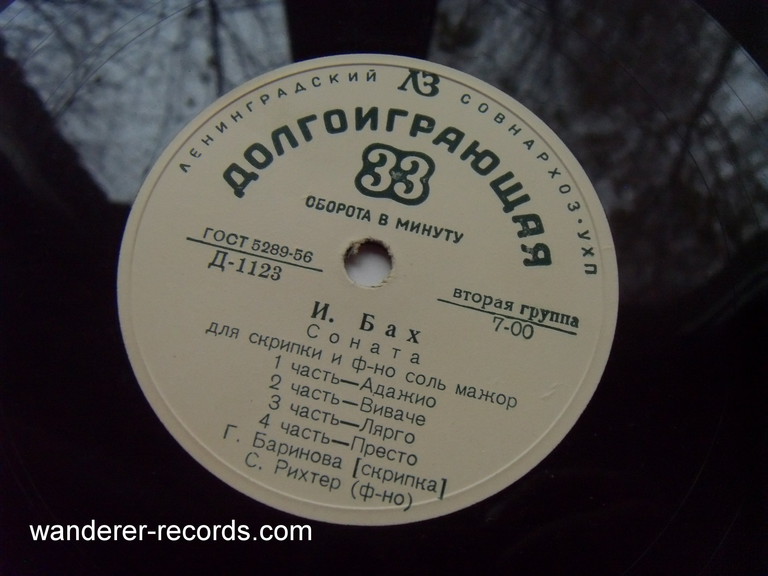 ЛЕНИНГРАДСКИЙ ЛЗ СОВНАРХОЗ·УХП
ДОЛГОИГРАЮЩАЯ
33
ОБОРОТА В МИНУТУ
ГОСТ 5289-56
Д-1123
вторая группа
7-00
И. Бах
Соната
для скрипки и ф-но соль мажор
1 часть—Адажио
2 часть—Виваче
3 часть—Лярго
4 часть—Престо
Г. Баринова [скрипка]
С. Рихтер (ф-но)
wanderer-records.com